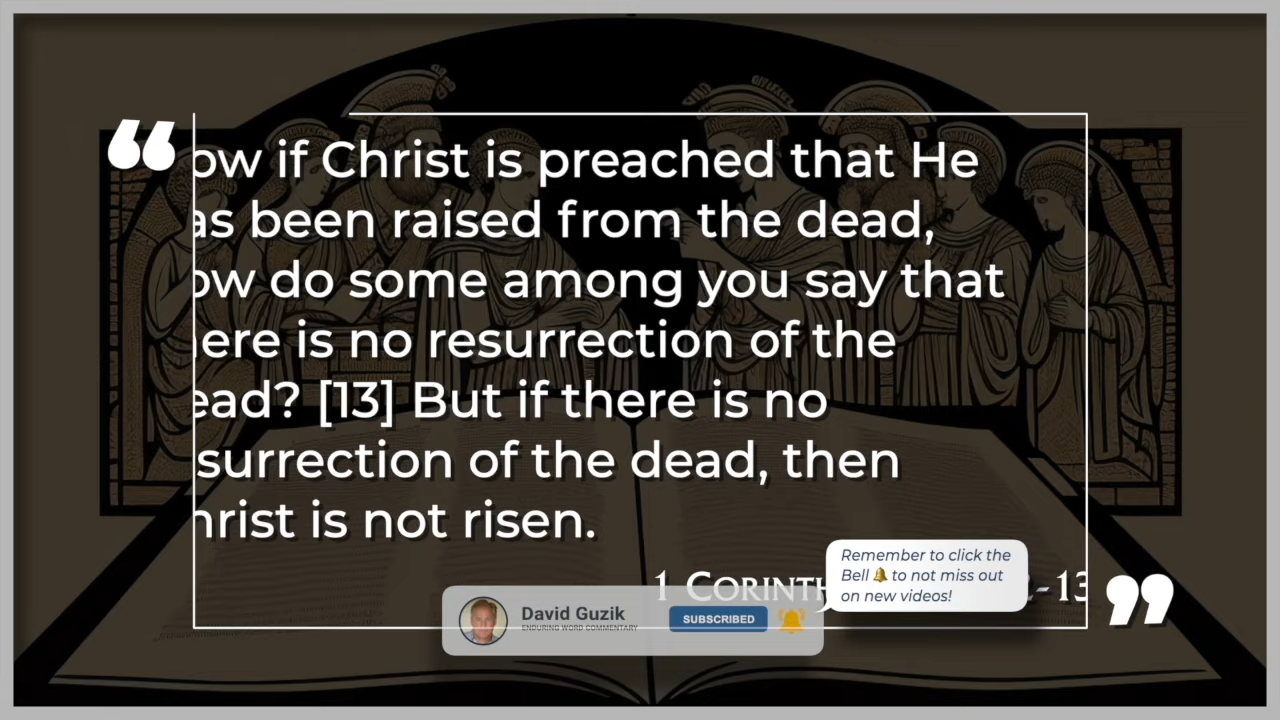 ow if Christ is preached that He
as been raised from the dead,
ow do some among you say that
ere is no resurrection of the
ead? [13] But if there is no
surrection of the dead, then
hrist is not risen.
1 Corinth -13
Remember to click the
Bell 🔔 to not miss out
on new videos!
David Guzik
ENDURING WORD COMMENTARY
SUBSCRIBED